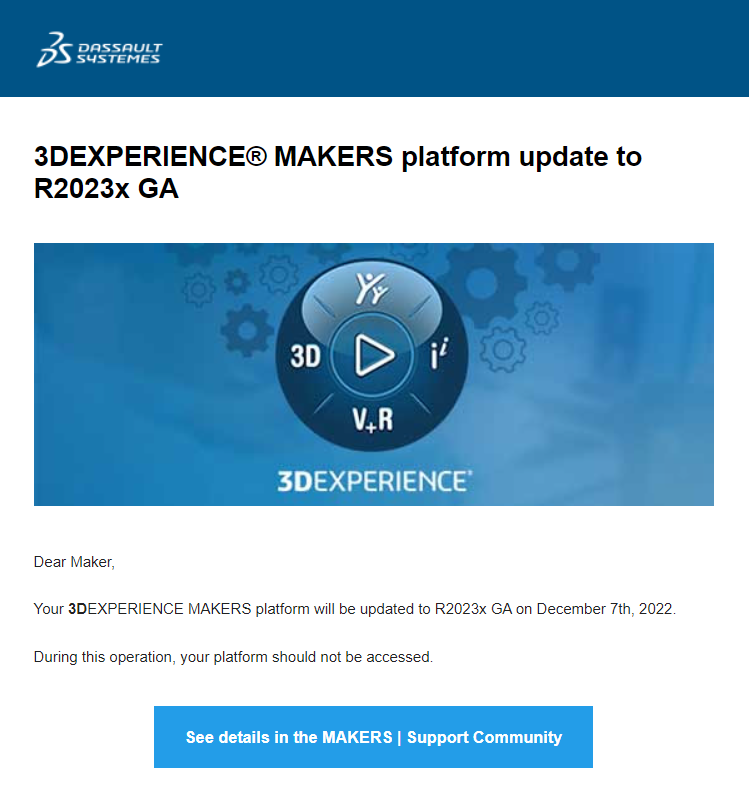 DASSAULT
SYSTEMES
3DEXPERIENCE® MAKERS platform update to
R2023x GA
3D
i i
V+R
3DEXPERIENCE®
Dear Maker,
Your 3DEXPERIENCE MAKERS platform will be updated to R2023x GA on December 7th, 2022.
During this operation, your platform should not be accessed.
See details in the MAKERS | Support Community